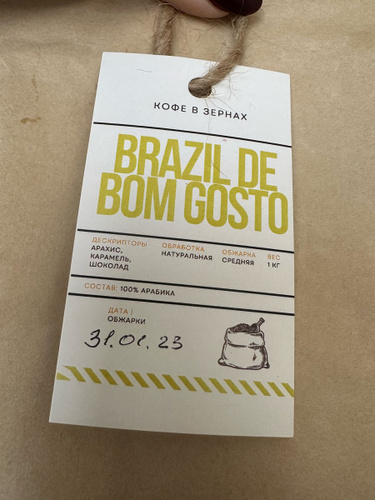 КОФЕ В ЗЕРНАХ
BRAZIL DE
BOM GOSTO
ДЕСКРИПТОРЫ ОБРАБОТКА ОБЖАРКА ВЕС
АРАХИС, НАТУРАЛЬНАЯ СРЕДНЯЯ 1 КГ
КАРАМЕЛЬ,
ШОКОЛАД
СОСТАВ: 100% АРАБИКА
ДАТА |
ОБЖАРКИ
31.01.23